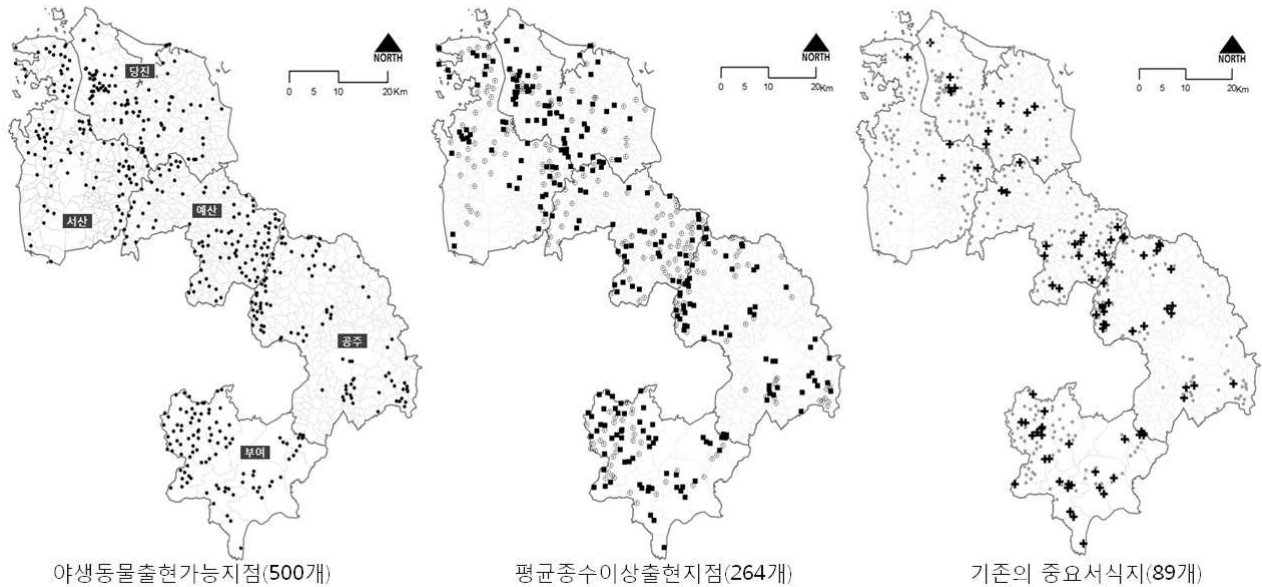 NORTH
0 5 10 20Km
당진
서산
예산
공주
부여
야생동물출현가능지점(500개)
NORTH
0 5 10 20Km
평균종수이상출현지점(264개)
NORTH
0 5 10 20Km
기존의 중요서식지(89개)